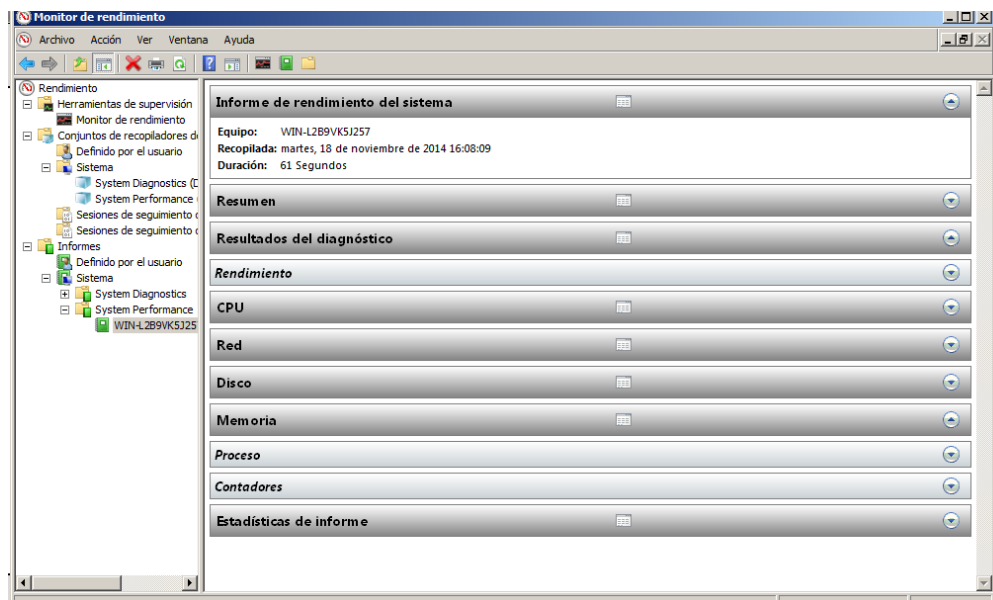 Monitor de rendimiento
Archivo Acción Ver Ventana Ayuda
Rendimiento
Herramientas de supervisión
Monitor de rendimiento
Conjuntos de recopiladores d
Definido por el usuario
Sistema
System Diagnostics (D
System Performance
Sesiones de seguimiento
Sesiones de seguimiento
Informes
Definido por el usuario
Sistema
System Diagnostics
System Performance
WIN-L2B9VK5J25
Informe de rendimiento del sistema
Equipo: WIN-L2B9VK5J257
Recopilada: martes, 18 de noviembre de 2014 16:08:09
Duración: 61 Segundos
Resumen
Resultados del diagnóstico
Rendimiento
CPU
Red
Disco
Memoria
Proceso
Contadores
Estadísticas de informe